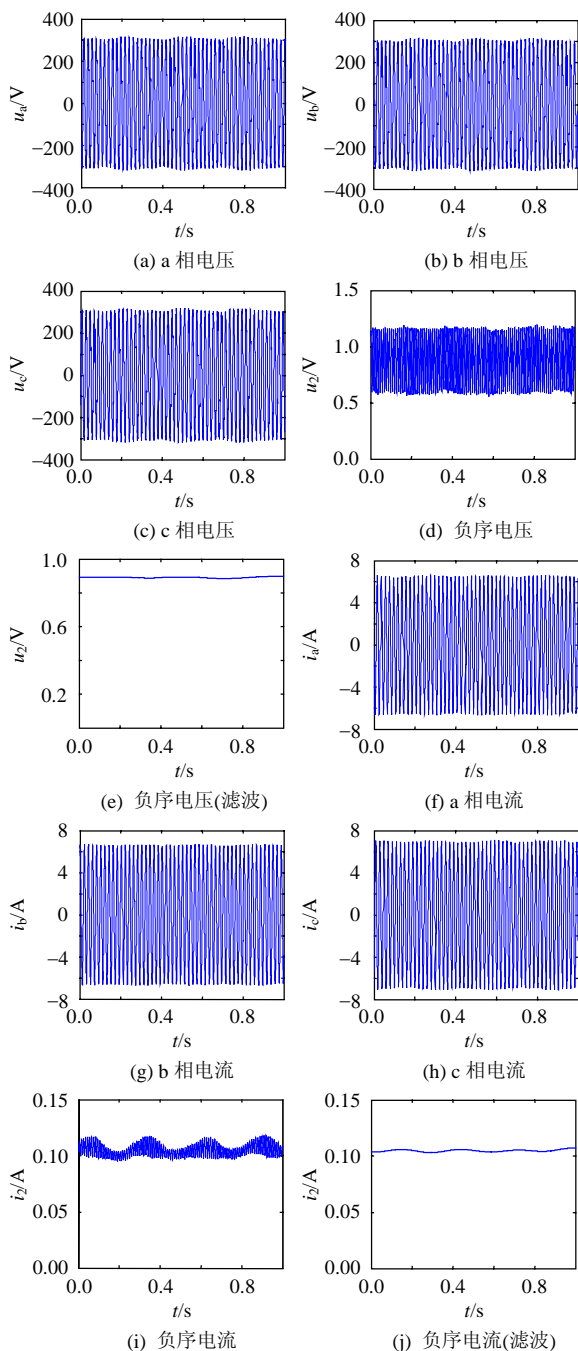 400
200
0
−200
−400
u_a/V
0.0 0.4 0.8
t/s
(a) a 相电压
400
200
0
−200
−400
u_b/V
0.0 0.4 0.8
t/s
(b) b 相电压
400
200
0
−200
−400
u_c/V
0.0 0.4 0.8
t/s
(c) c 相电压
1.5
1.0
0.5
0.0
u_2/V
0.0 0.4 0.8
t/s
(d) 负序电压
1.0
0.6
0.2
u_2/V
0.0 0.4 0.8
t/s
(e) 负序电压(滤波)
8
4
0
−4
−8
i_a/A
0.0 0.4 0.8
t/s
(f) a 相电流
8
4
0
−4
−8
i_b/A
0.0 0.4 0.8
t/s
(g) b 相电流
8
4
0
−4
−8
i_c/A
0.0 0.4 0.8
t/s
(h) c 相电流
0.15
0.10
0.05
0.00
i_2/A
0.0 0.4 0.8
t/s
(i) 负序电流
0.15
0.10
0.05
0.00
i_2/A
0.0 0.4 0.8
t/s
(j) 负序电流(滤波)